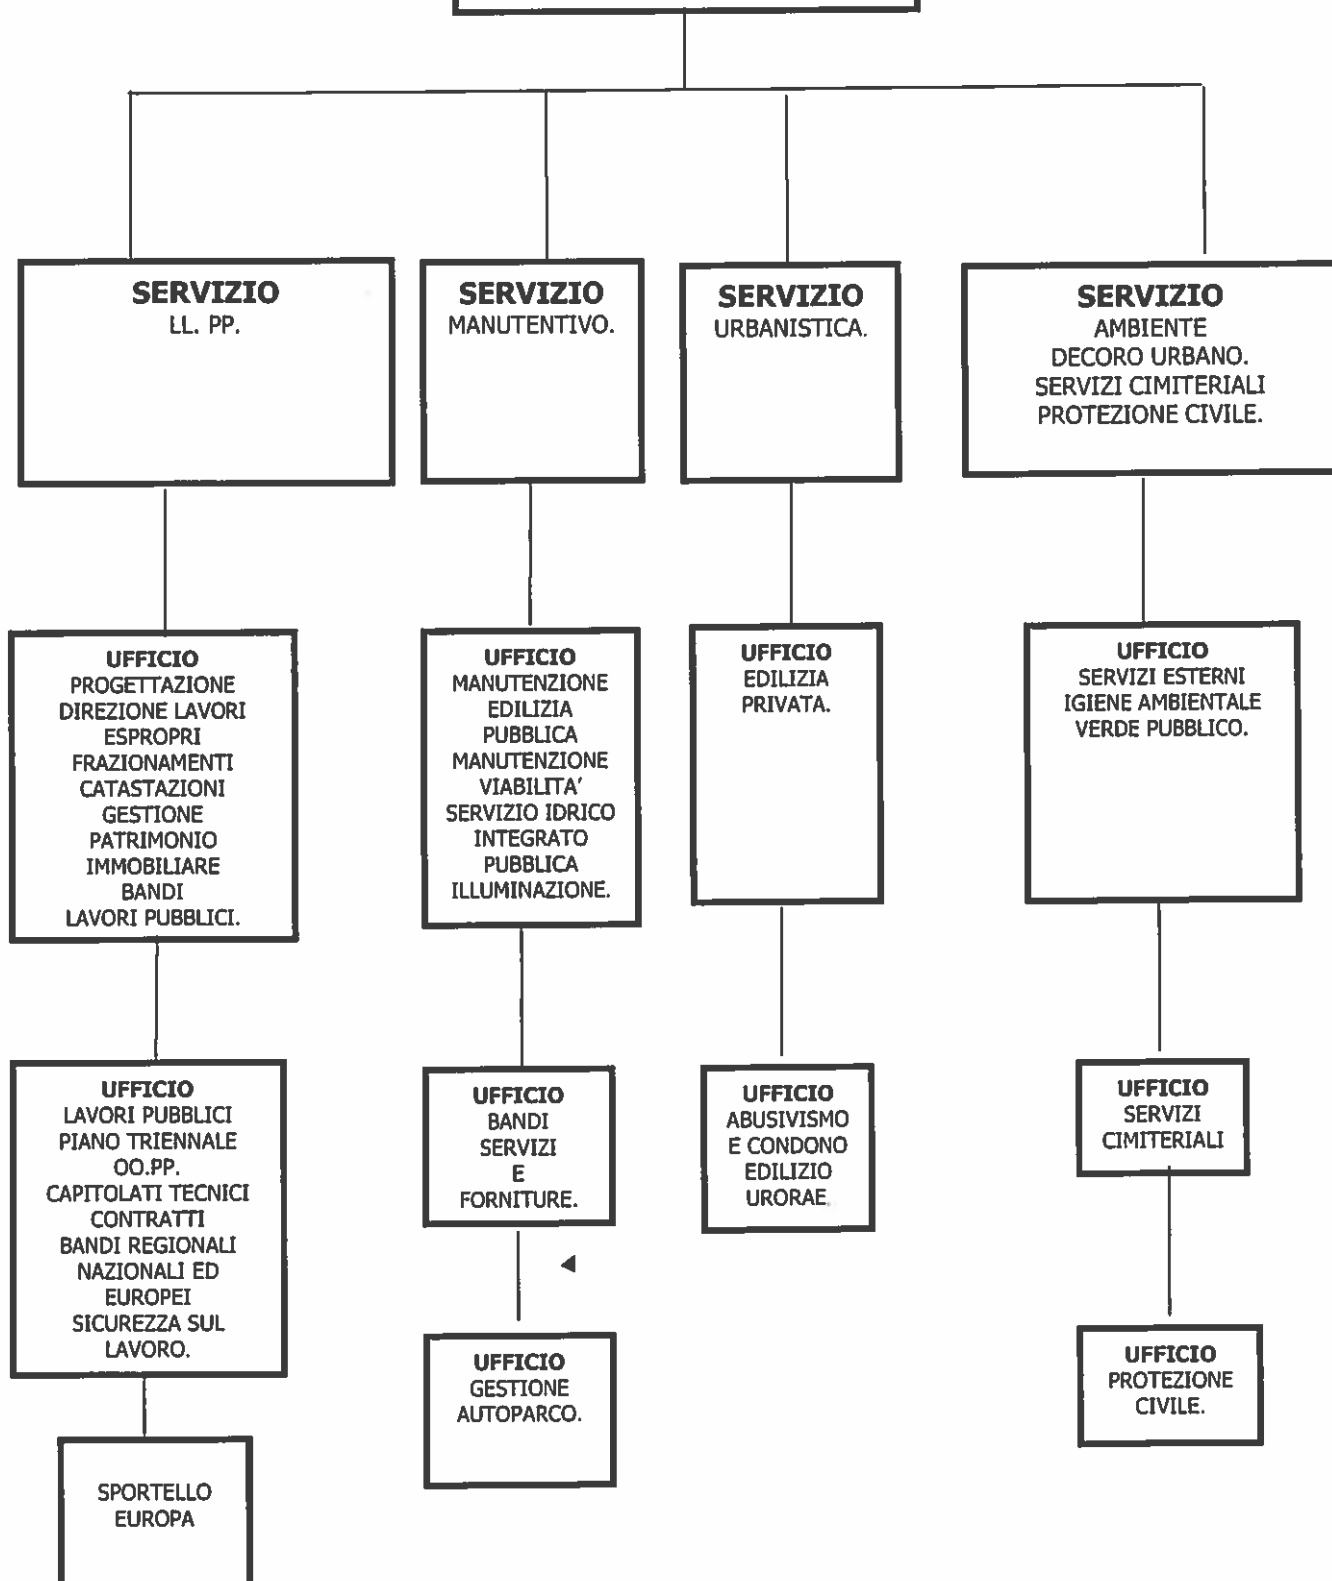 SERVIZIO
LL. PP.
SERVIZIO
MANUTENTIVO.
SERVIZIO
URBANISTICA.
SERVIZIO
AMBIENTE
DECORO URBANO.
SERVIZI CIMITERIALI
PROTEZIONE CIVILE.
UFFICIO
PROGETTAZIONE
DIREZIONE LAVORI
ESPROPRI
FRAZIONAMENTI
CATASTAZIONI
GESTIONE
PATRIMONIO
IMMOBILIARE
BANDI
LAVORI PUBBLICI.
UFFICIO
MANUTENZIONE
EDILIZIA
PUBBLICA
MANUTENZIONE
VIABILITA'
SERVIZIO IDRICO
INTEGRATO
PUBBLICA
ILLUMINAZIONE.
UFFICIO
EDILIZIA
PRIVATA.
UFFICIO
SERVIZI ESTERNI
IGIENE AMBIENTALE
VERDE PUBBLICO.
UFFICIO
LAVORI PUBBLICI
PIANO TRIENNALE
OO.PP.
CAPITOLATI TECNICI
CONTRATTI
BANDI REGIONALI
NAZIONALI ED
EUROPEI
SICUREZZA SUL
LAVORO.
UFFICIO
BANDI
SERVIZI
E
FORNITURE.
UFFICIO
ABUSIVISMO
E CONDONO
EDILIZIO
URORAE.
UFFICIO
SERVIZI
CIMITERIALI
UFFICIO
GESTIONE
AUTOPARCO.
UFFICIO
PROTEZIONE
CIVILE.
SPORTELLO
EUROPA